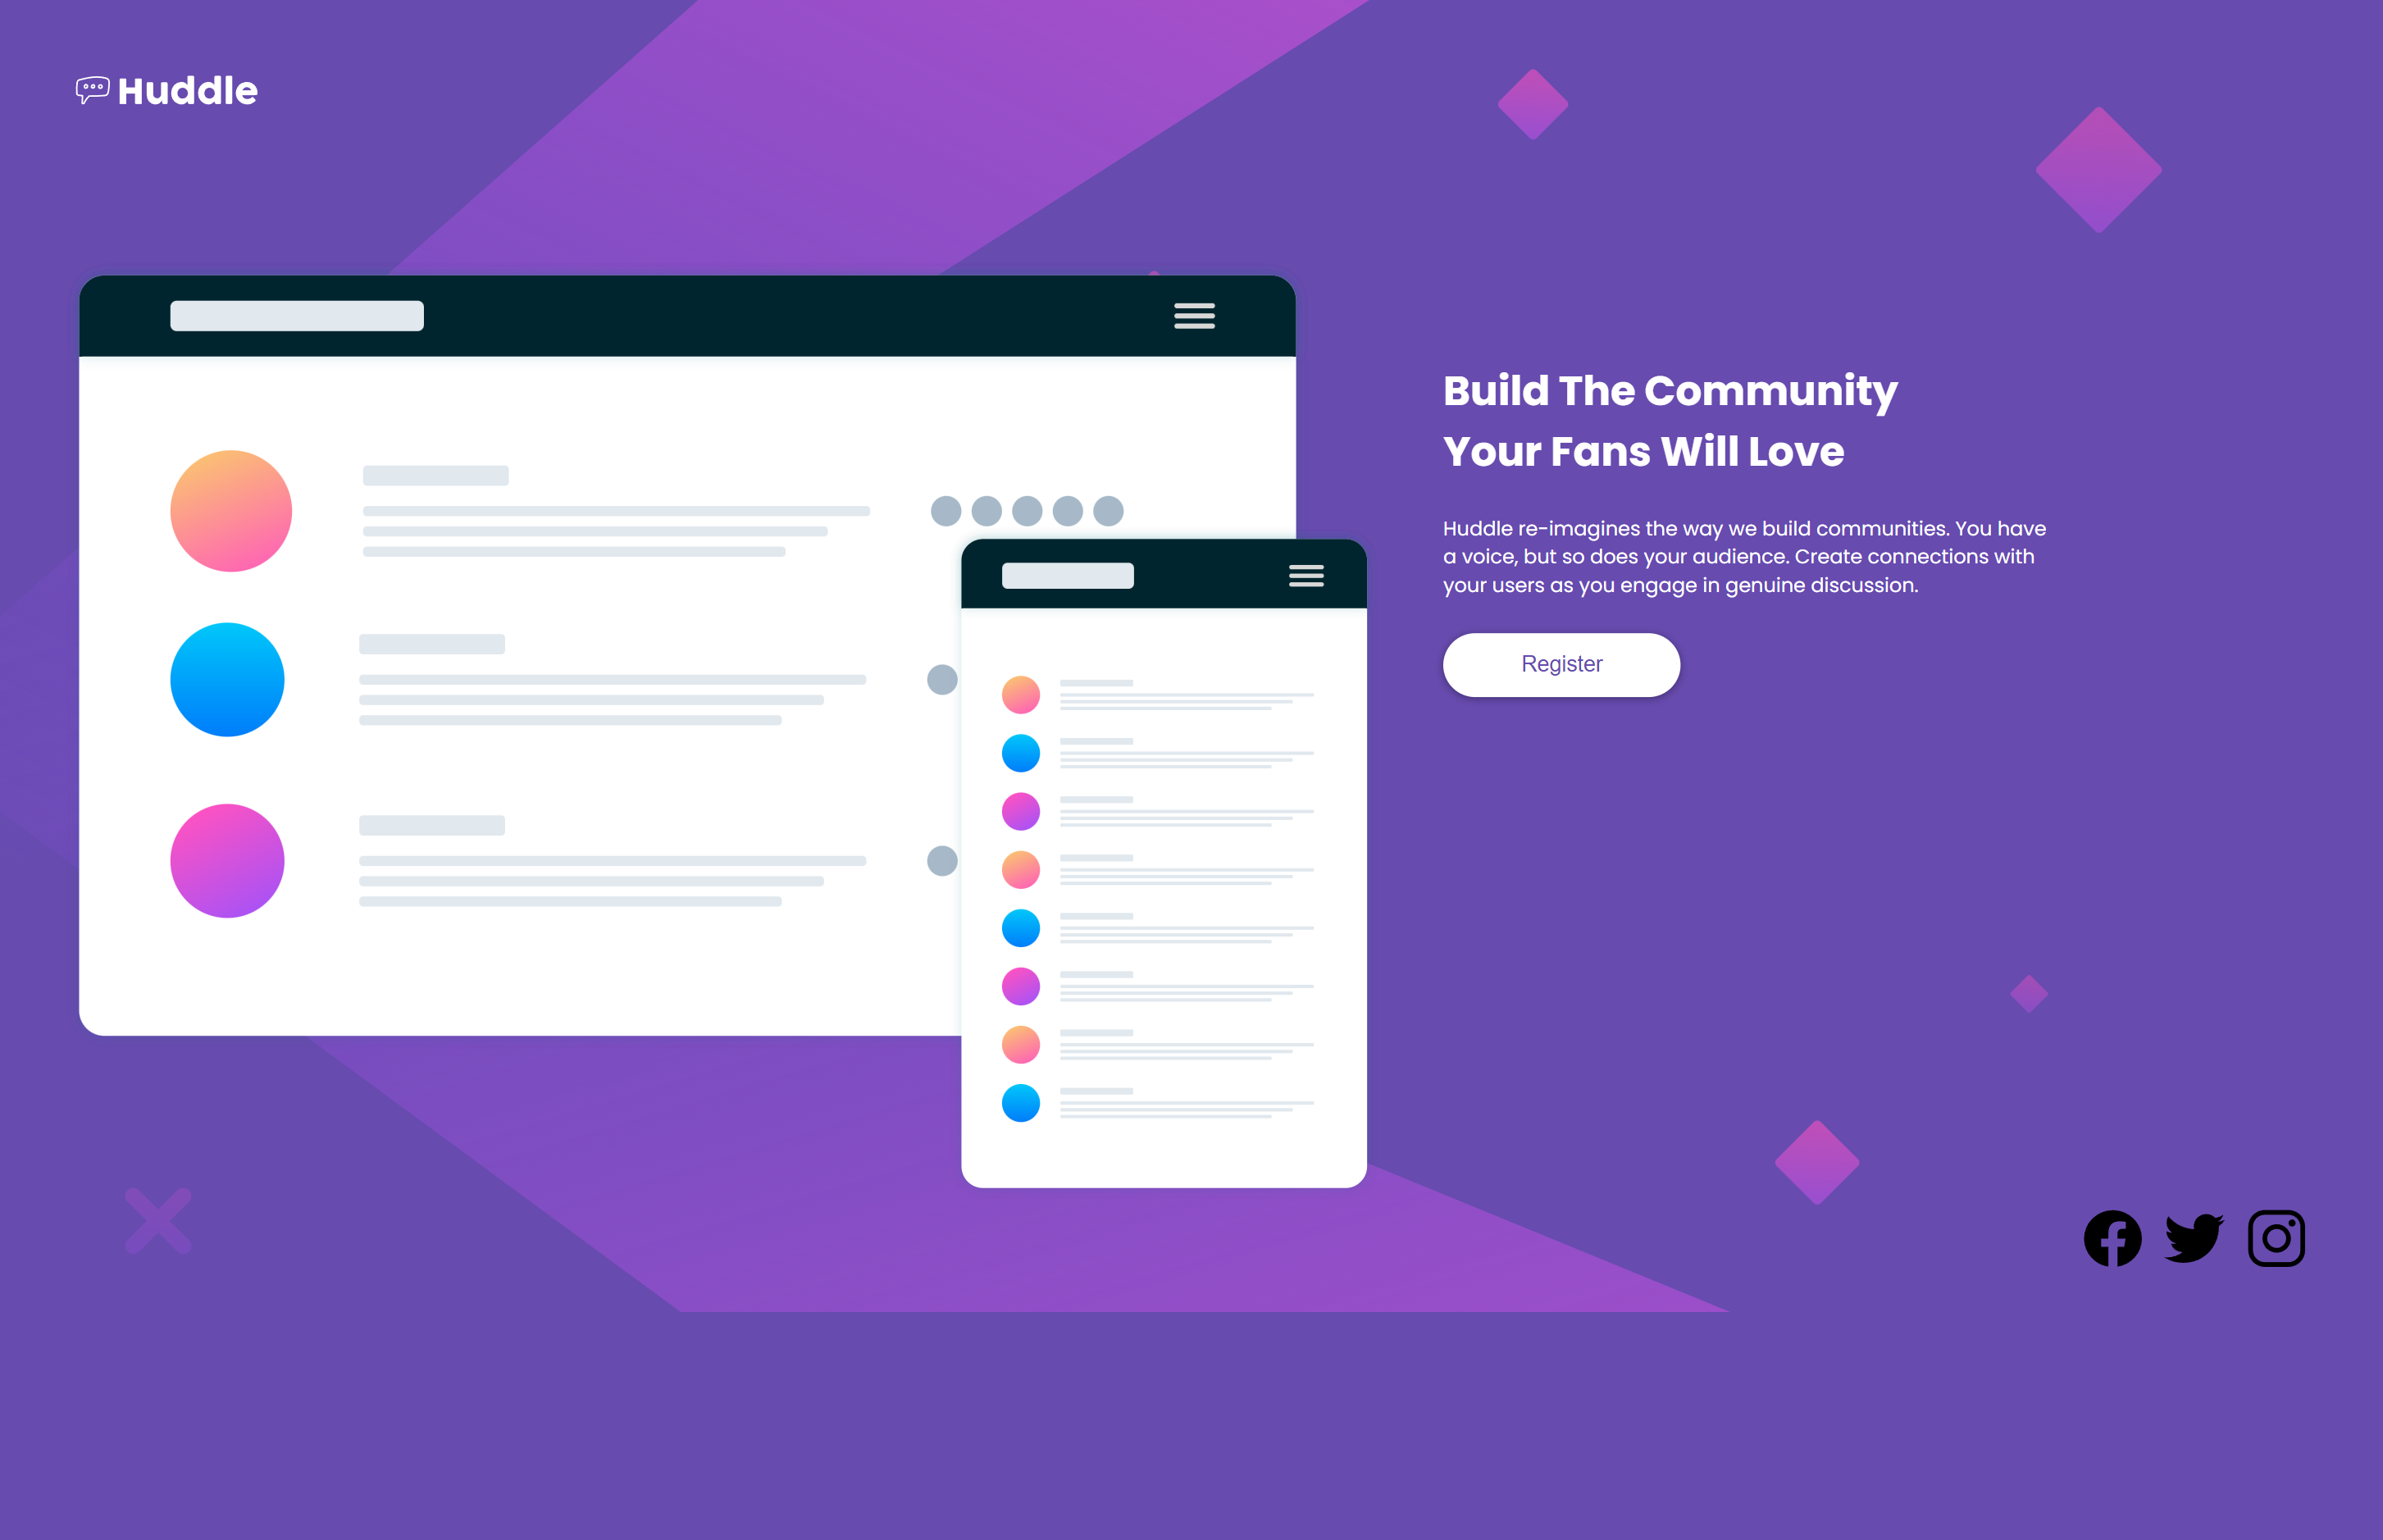 Huddle
Build The Community
Your Fans Will Love
Huddle re-imagines the way we build communities. You have
a voice, but so does your audience. Create connections with
your users as you engage in genuine discussion.
Register